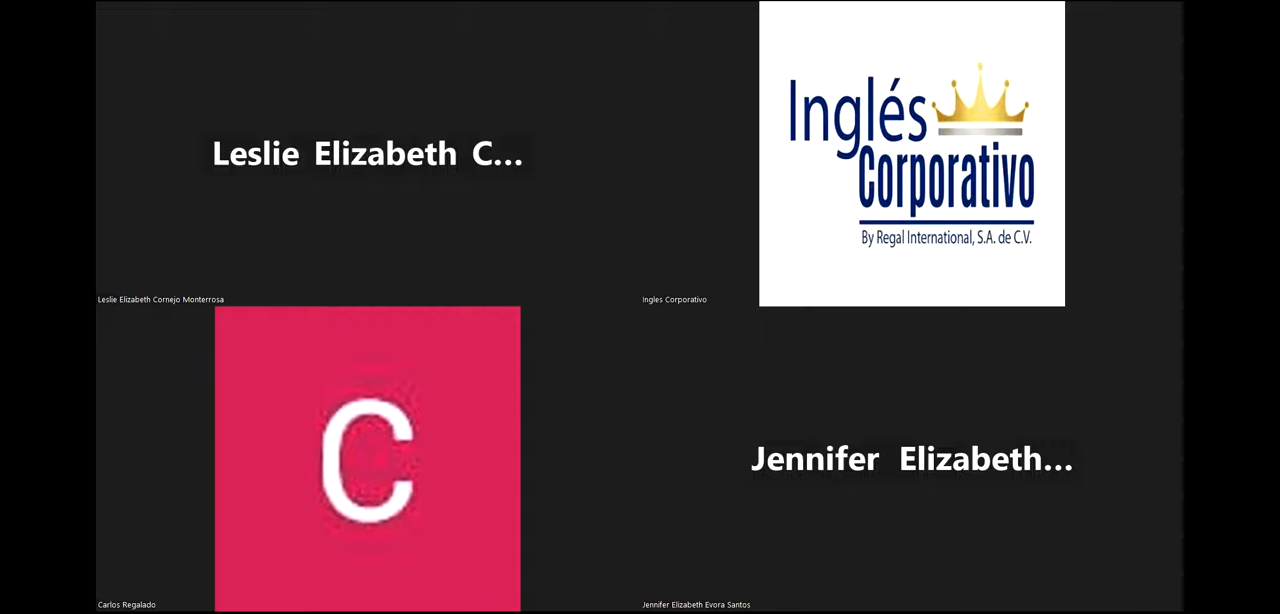 Leslie Elizabeth C...
Leslie Elizabeth Cornejo Monterrosa
Inglés
Corporativo
By Regal International, S.A. de C.V.
Ingles Corporativo
C
Carlos Regalado
Jennifer Elizabeth...
Jennifer Elizabeth Evora Santos